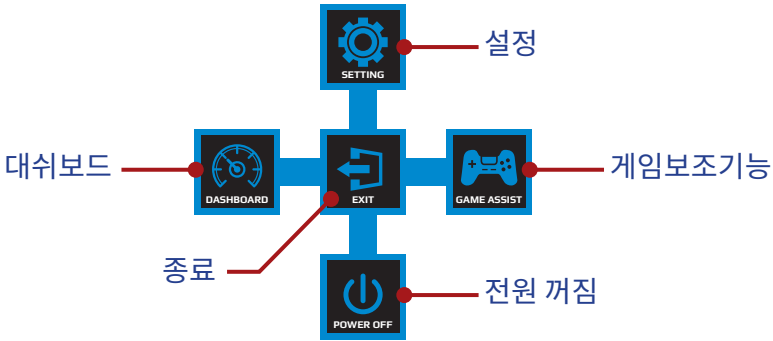 설정
SETTING
대쉬보드
DASHBOARD
EXIT
GAME ASSIST
게임보조기능
종료
POWER OFF
전원 꺼짐